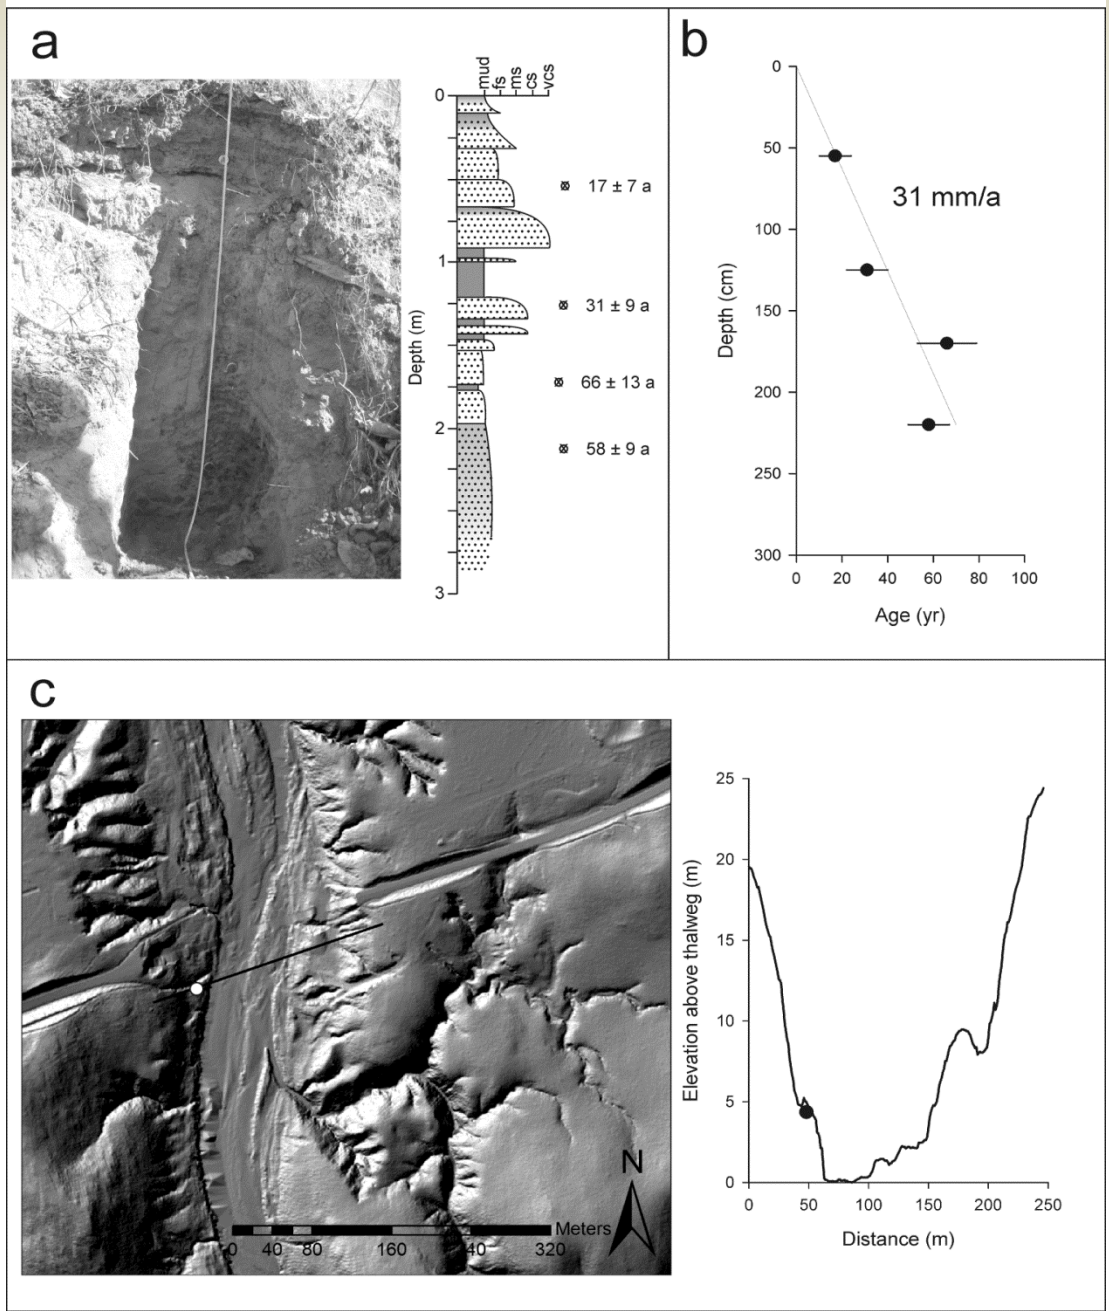 a
mud
fs
ms
cs
vcs
0
1
2
3
Depth (m)
17 ± 7 a
31 ± 9 a
66 ± 13 a
58 ± 9 a
b
0
50
100
150
200
250
300
Depth (cm)
31 mm/a
0 20 40 60 80 100
Age (yr)
c
N
Meters
0 40 80 160 240 320
25
20
15
10
5
0
Elevation above thalweg (m)
0 50 100 150 200 250
Distance (m)